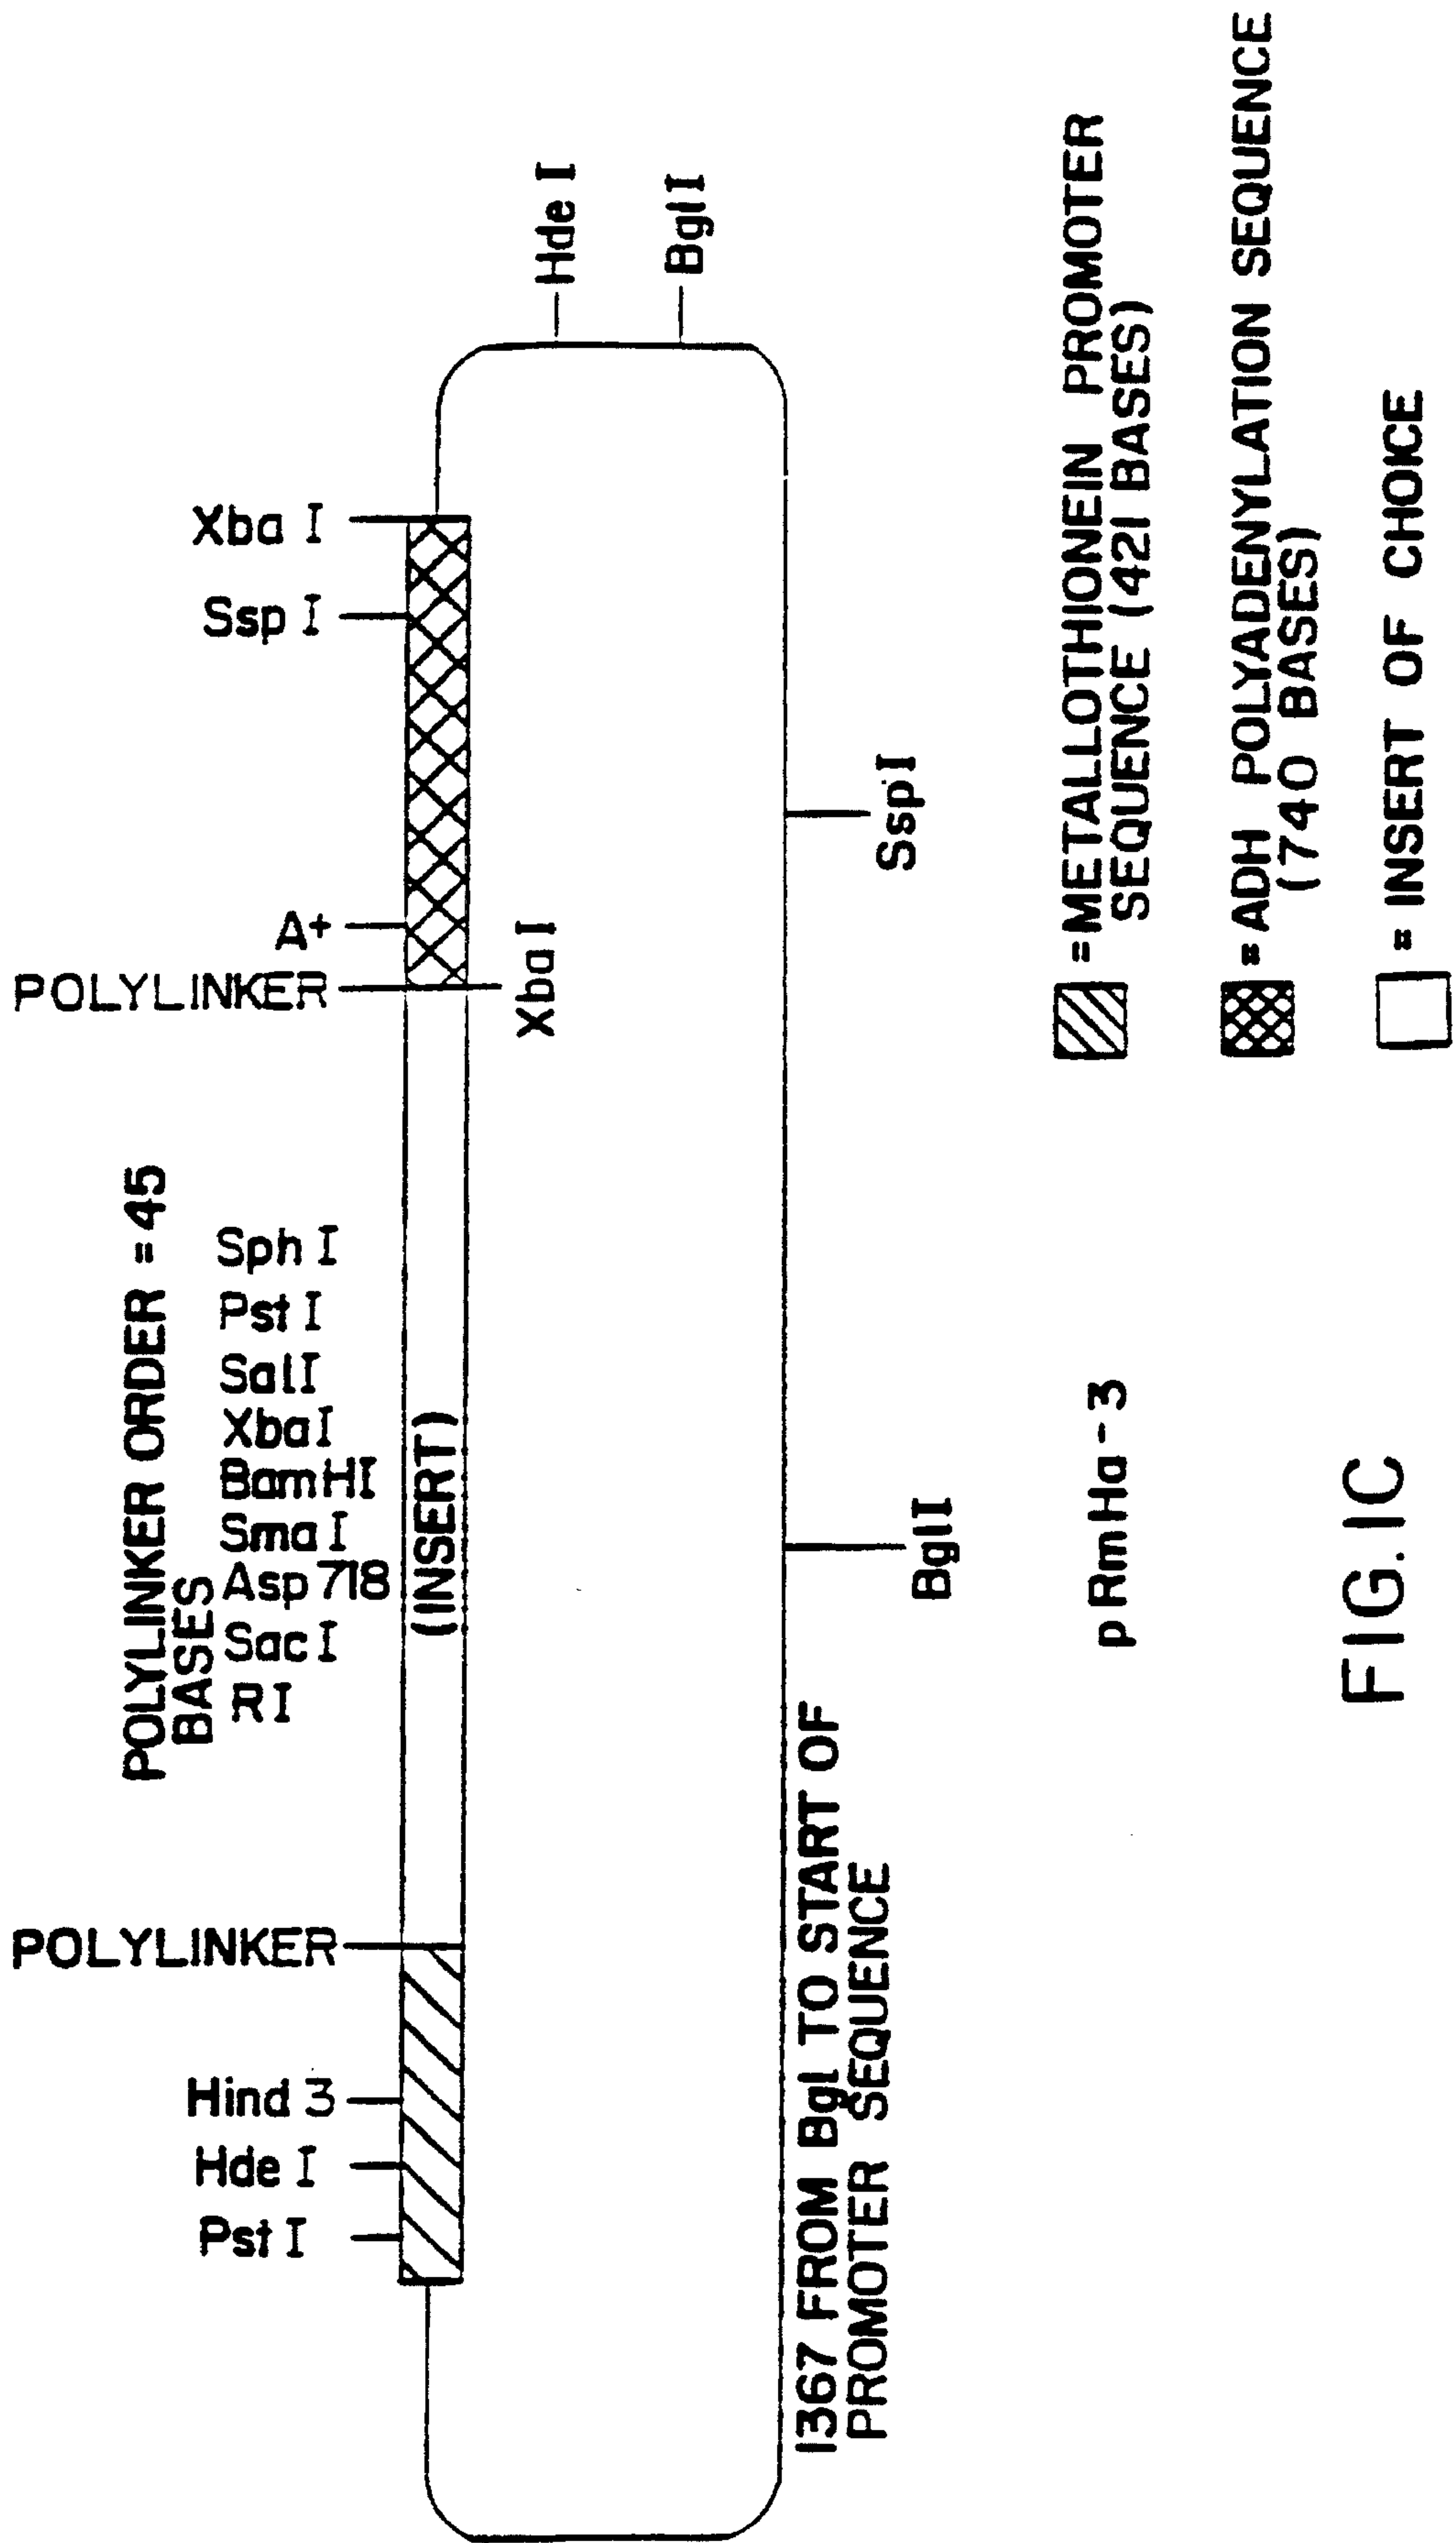 POLYLINKER ORDER = 45
BASES
RI
Sac I
Asp 718
Sma I
Bam HI
Xba I
Sal I
Pst I
Sph I
Pst I
Hde I
Hind 3
POLYLINKER
(INSERT)
POLYLINKER
A+
Ssp I
Xba I
Xba I
Hde I
Bgl I
1367 FROM Bgl TO START OF
PROMOTER SEQUENCE
Bgl I
Ssp I
pRmHa-3
= METALLOTHIONEIN PROMOTER
SEQUENCE (421 BASES)
= ADH POLYADENYLATION SEQUENCE
(740 BASES)
= INSERT OF CHOICE
FIG. 1C